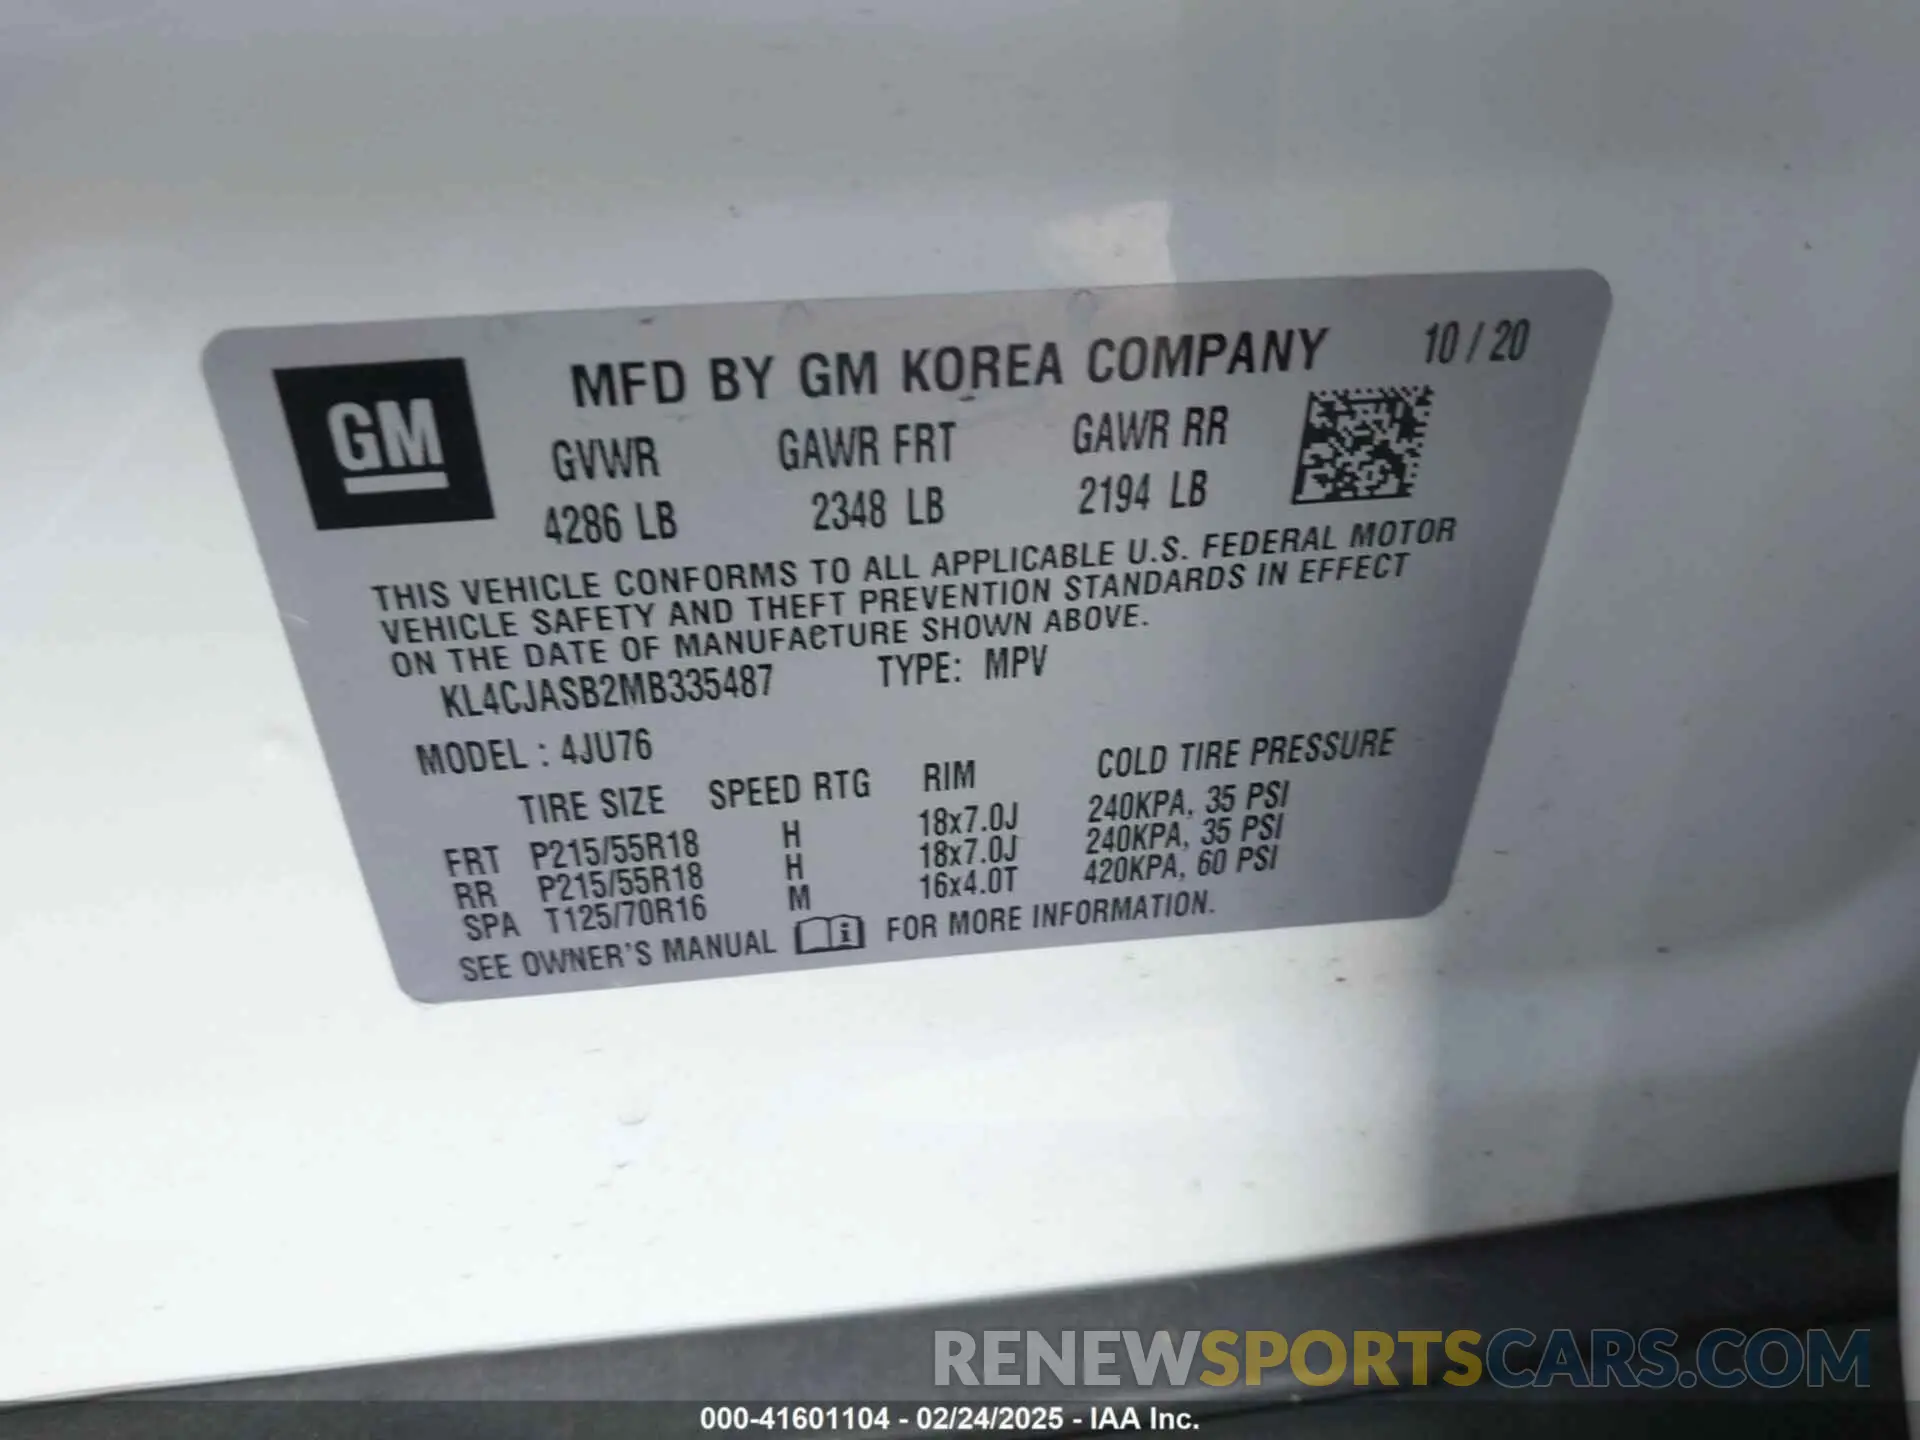 GM
MFD BY GM KOREA COMPANY 10 / 20
GVWR GAWR FRT GAWR RR
4286 LB 2348 LB 2194 LB
THIS VEHICLE CONFORMS TO ALL APPLICABLE U.S. FEDERAL MOTOR
VEHICLE SAFETY AND THEFT PREVENTION STANDARDS IN EFFECT
ON THE DATE OF MANUFACTURE SHOWN ABOVE.
KL4CJASB2MB335487 TYPE: MPV
MODEL : 4JU76
TIRE SIZE SPEED RTG RIM COLD TIRE PRESSURE
FRT P215/55R18 H 18x7.0J 240KPA, 35 PSI
RR P215/55R18 H 18x7.0J 240KPA, 35 PSI
SPA T125/70R16 M 16x4.0T 420KPA, 60 PSI
SEE OWNER'S MANUAL i FOR MORE INFORMATION.
RENEWSPORTSCARS.COM
000-41601104 - 02/24/2025 - IAA Inc.